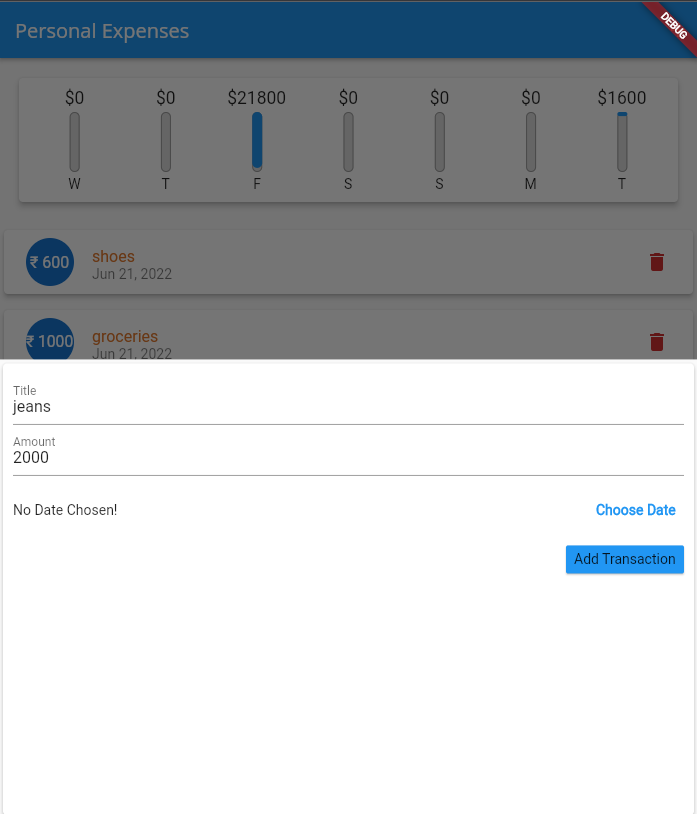 Personal Expenses
DEBUG
$0 $0 $21800 $0 $0 $0 $1600
W T F S S M T
₹ 600
shoes
Jun 21, 2022
₹ 1000
groceries
Jun 21, 2022
Title
jeans
Amount
2000
No Date Chosen! Choose Date
Add Transaction